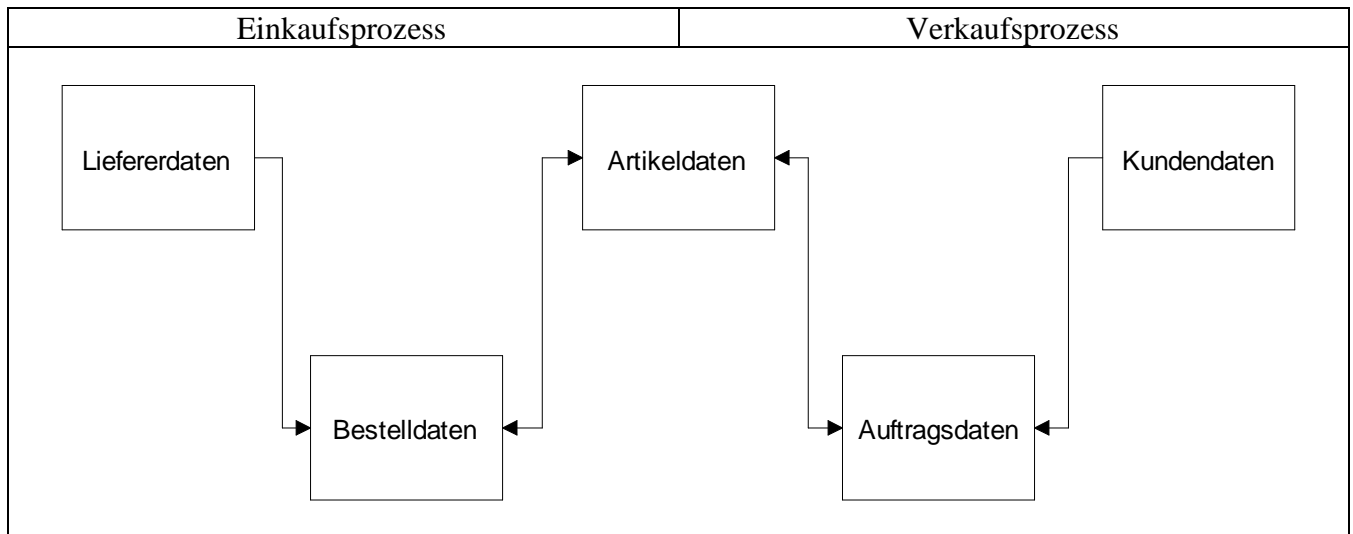 Einkaufsprozess
Verkaufsprozess
Liefererdaten
Artikeldaten
Kundendaten
Bestelldaten
Auftragsdaten